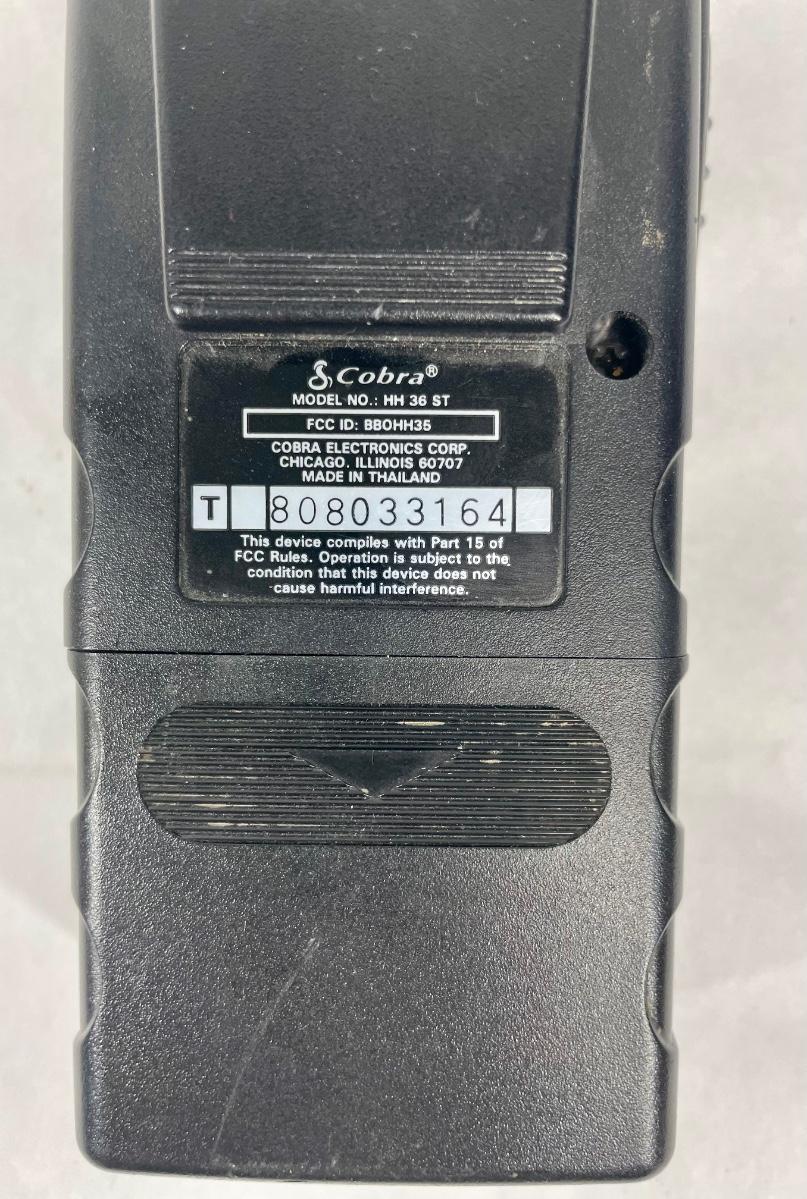 Cobra®
MODEL NO.: HH 36 ST
FCC ID: BBOHH35
COBRA ELECTRONICS CORP.
CHICAGO, ILLINOIS 60707
MADE IN THAILAND
T 808033164
This device compiles with Part 15 of
FCC Rules. Operation is subject to the
condition that this device does not
cause harmful interference.